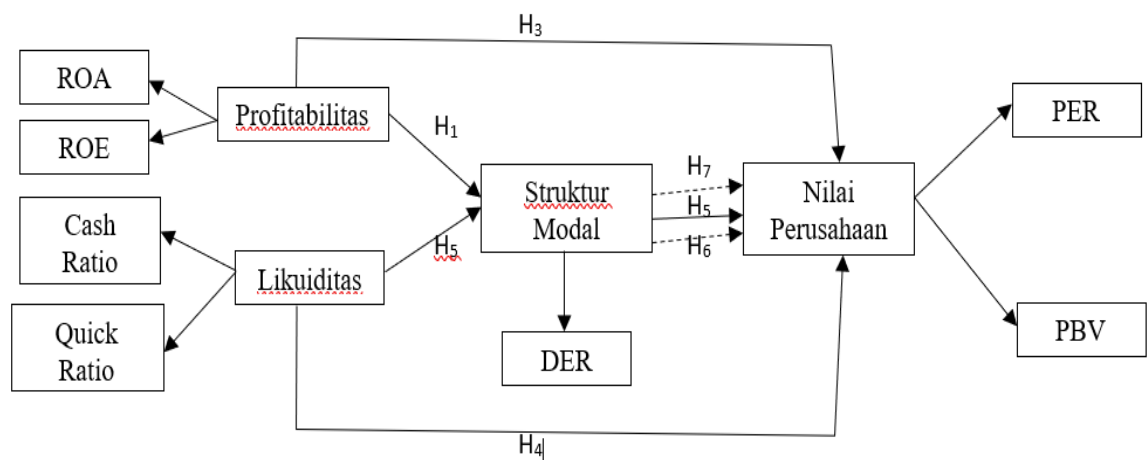 H₃
ROA
Profitabilitas
PER
ROE
H₁
H₇
Struktur
Modal
Nilai
Perusahaan
H₅
H₆
Cash
Ratio
H₅
Likuiditas
Quick
Ratio
DER
PBV
H₄